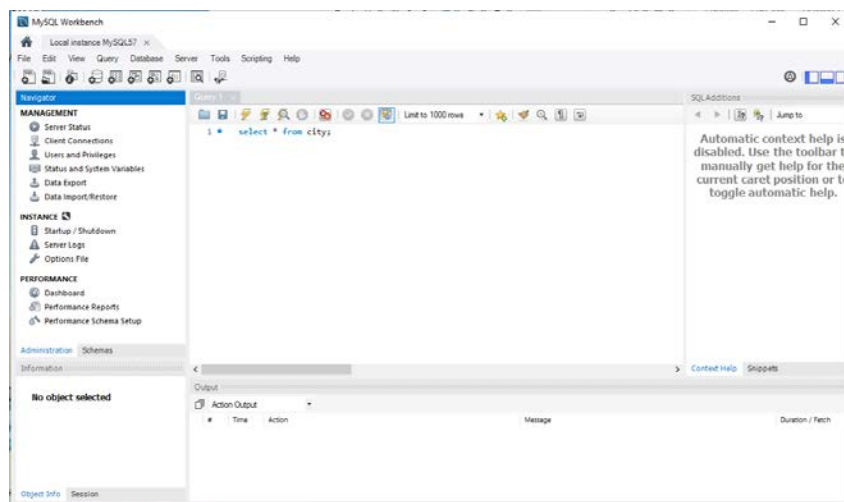 MySQL Workbench
Local instance MySQL57
File Edit View Query Database Server Tools Scripting Help
Navigator
Query 1
SQLAdditions
MANAGEMENT
Server Status
Client Connections
Users and Privileges
Status and System Variables
Data Export
Data Import/Restore
INSTANCE
Startup / Shutdown
Server Logs
Options File
PERFORMANCE
Dashboard
Performance Reports
Performance Schema Setup
Administration Schemas
Limit to 1000 rows
1 select * from city;
Jump to
Automatic context help is
disabled. Use the toolbar t
manually get help for the
current caret position or to
toggle automatic help.
Context Help Snippets
Information
No object selected
Object Info Session
Output
Action Output
# Time Action Message Duration / Fetch